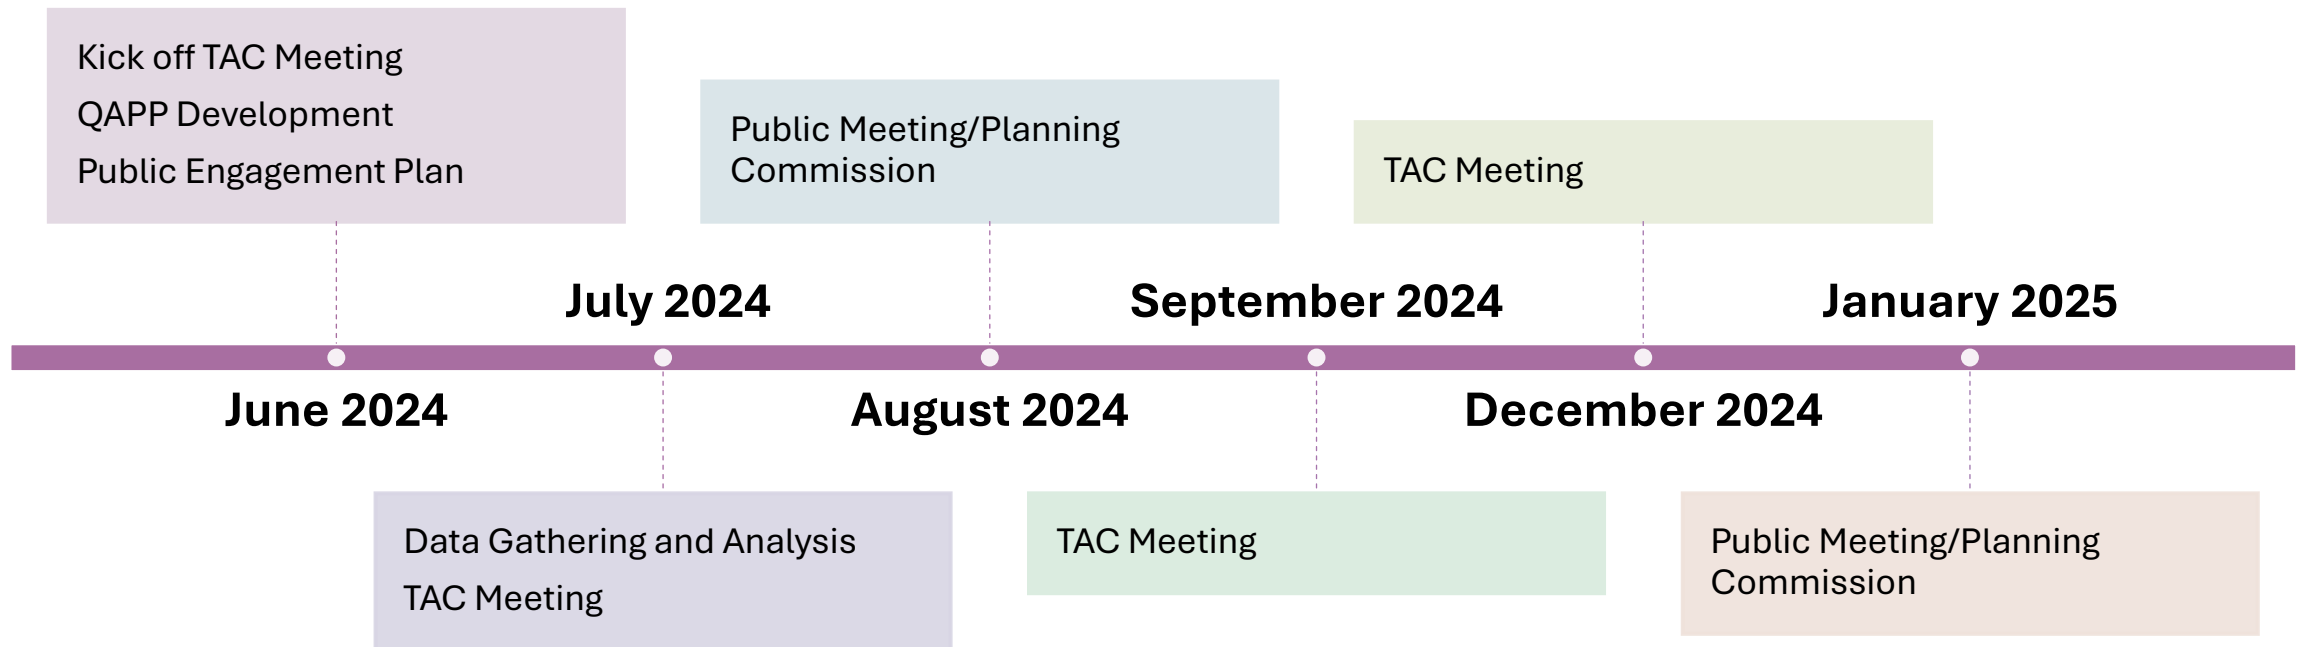 Kick off TAC Meeting
QAPP Development
Public Engagement Plan
Public Meeting/Planning
Commission
TAC Meeting
July 2024
September 2024
January 2025
June 2024
August 2024
December 2024
Data Gathering and Analysis
TAC Meeting
TAC Meeting
Public Meeting/Planning
Commission